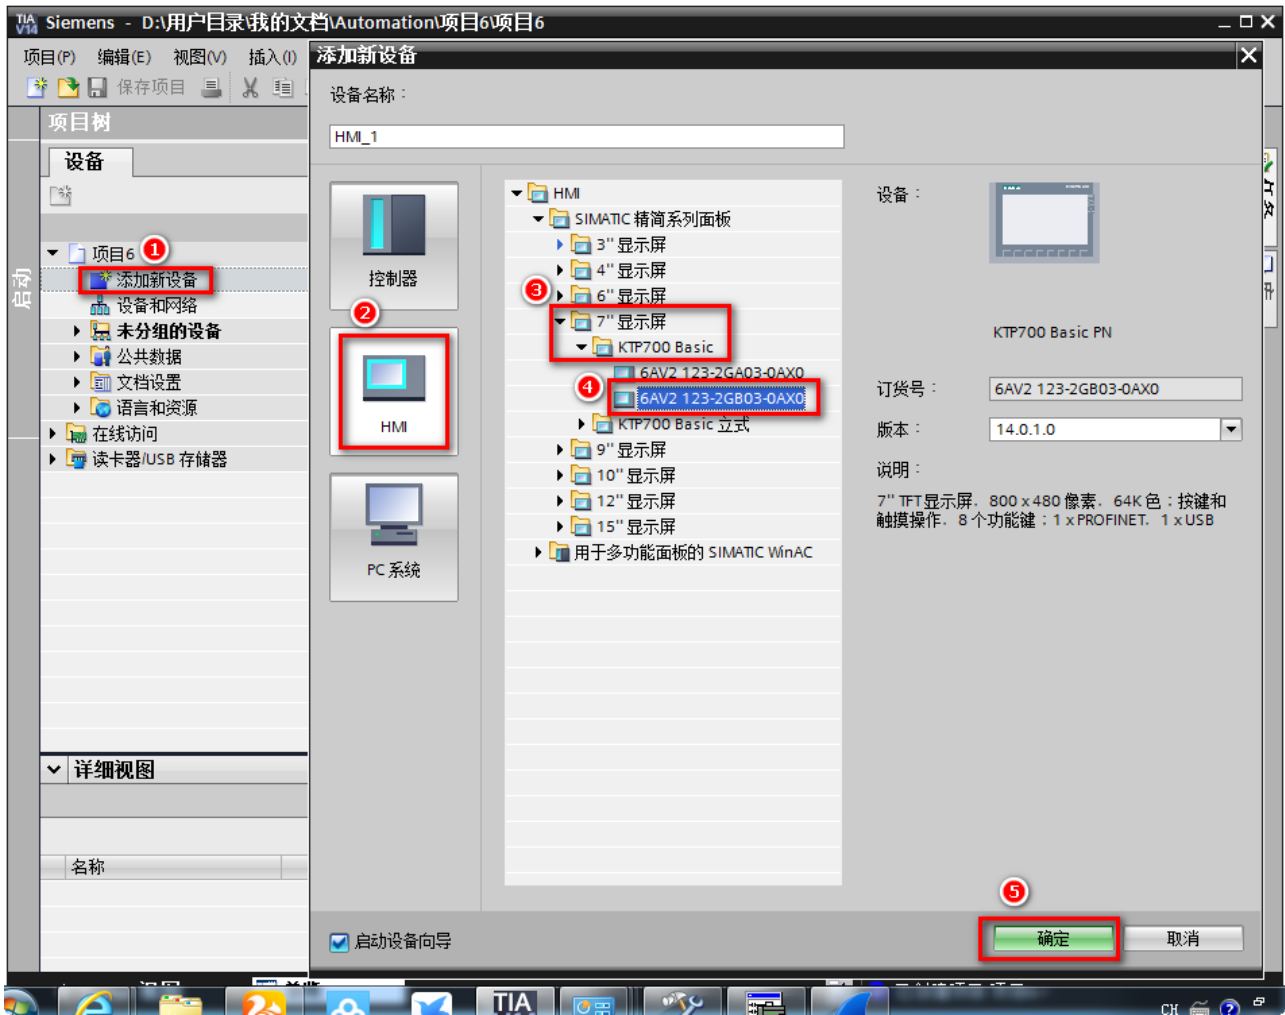 TIA V14 Siemens - D:\用户目录\我的文档\Automation\项目6\项目6
项目(P) 编辑(E) 视图(V) 插入(I)
保存项目
项目树
设备
启动
项目6 1
添加新设备
设备和网络
未分组的设备
公共数据
文档设置
语言和资源
在线访问
读卡器/USB 存储器
详细视图
名称
添加新设备
设备名称:
HMI_1
控制器
2
HMI
PC 系统
HMI
SIMATIC 精简系列面板
3" 显示屏
4" 显示屏
3 6" 显示屏
7" 显示屏
KTP700 Basic
6AV2 123-2GA03-0AX0
4 6AV2 123-2GB03-0AX0
KTP700 Basic 立式
9" 显示屏
10" 显示屏
12" 显示屏
15" 显示屏
用于多功能面板的 SIMATIC WinAC
设备:
KTP700 Basic PN
订货号: 6AV2 123-2GB03-0AX0
版本: 14.0.1.0
说明:
7" TFT显示屏, 800 x 480 像素, 64K 色;按键和
触摸操作, 8 个功能键;1 x PROFINET, 1 x USB
5
启动设备向导
确定 取消
TIA
CH